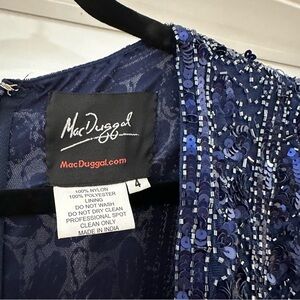 Mac Duggal
MacDuggal.com
100% NYLON
100% POLYESTER
LINING
DO NOT WASH
DO NOT DRY CLEAN
PROFESSIONAL SPOT
CLEAN ONLY
MADE IN INDIA
4